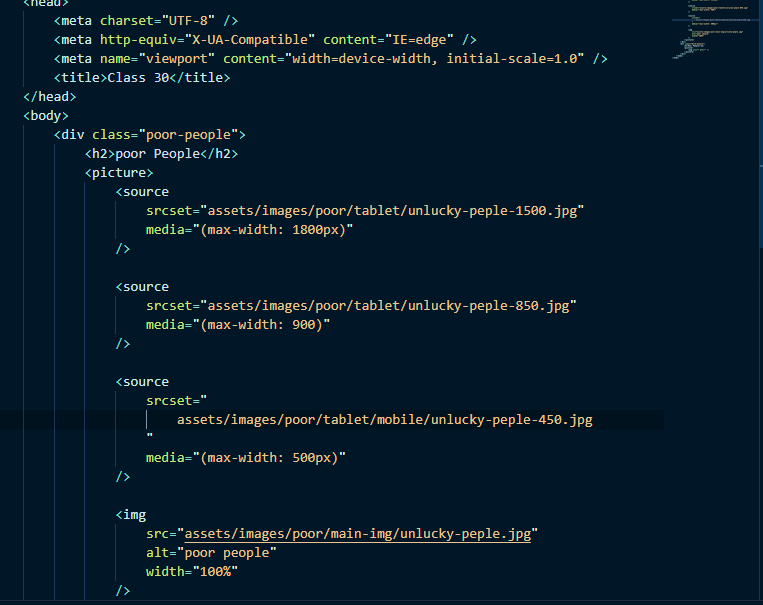 <head>
<meta charset="UTF-8" />
<meta http-equiv="X-UA-Compatible" content="IE=edge" />
<meta name="viewport" content="width=device-width, initial-scale=1.0" />
<title>Class 30</title>
</head>
<body>
<div class="poor-people">
<h2>poor People</h2>
<picture>
<source
srcset="assets/images/poor/tablet/unlucky-peple-1500.jpg"
media="(max-width: 1800px)"
/>
<source
srcset="assets/images/poor/tablet/unlucky-peple-850.jpg"
media="(max-width: 900)"
/>
<source
srcset="
assets/images/poor/tablet/mobile/unlucky-peple-450.jpg
"
media="(max-width: 500px)"
/>
<img
src="assets/images/poor/main-img/unlucky-peple.jpg"
alt="poor people"
width="100%"
/>